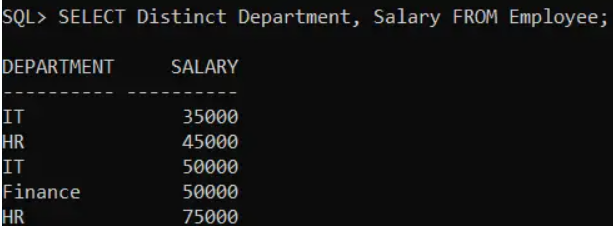 SQL> SELECT Distinct Department, Salary FROM Employee;
DEPARTMENT     SALARY
---------- ----------
IT              35000
HR              45000
IT              50000
Finance         50000
HR              75000